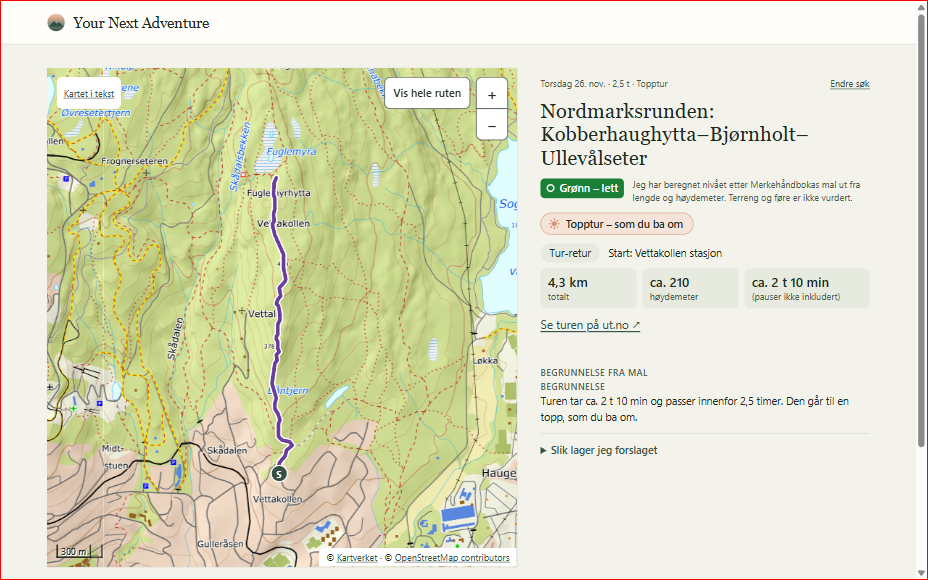 Your Next Adventure
Kartet i tekst
Vis hele ruten
+
−
Øvresetertjern
Frognerseteren
Skådalsbekken
Fuglemyra
Fuglemyrhytta
Vettakollen
Sog
Vettal
378
Skådalen
Løkka
Båntjern
Midt-
stuen
Skådalen
S
Vettakollen
Hauge
Gulleråsen
300 m
© Kartverket · © OpenStreetMap contributors
Torsdag 26. nov. · 2,5 t · Topptur
Endre søk
Nordmarksrunden:
Kobberhaughytta–Bjørnholt–
Ullevålseter
Grønn – lett
Jeg har beregnet nivået etter Merkehåndbokas mal ut fra
lengde og høydemeter. Terreng og føre er ikke vurdert.
Topptur – som du ba om
Tur-retur
Start: Vettakollen stasjon
4,3 km
totalt
ca. 210
høydemeter
ca. 2 t 10 min
(pauser ikke inkludert)
Se turen på ut.no ↗
BEGRUNNELSE FRA MAL
BEGRUNNELSE
Turen tar ca. 2 t 10 min og passer innenfor 2,5 timer. Den går til en
topp, som du ba om.
▶ Slik lager jeg forslaget